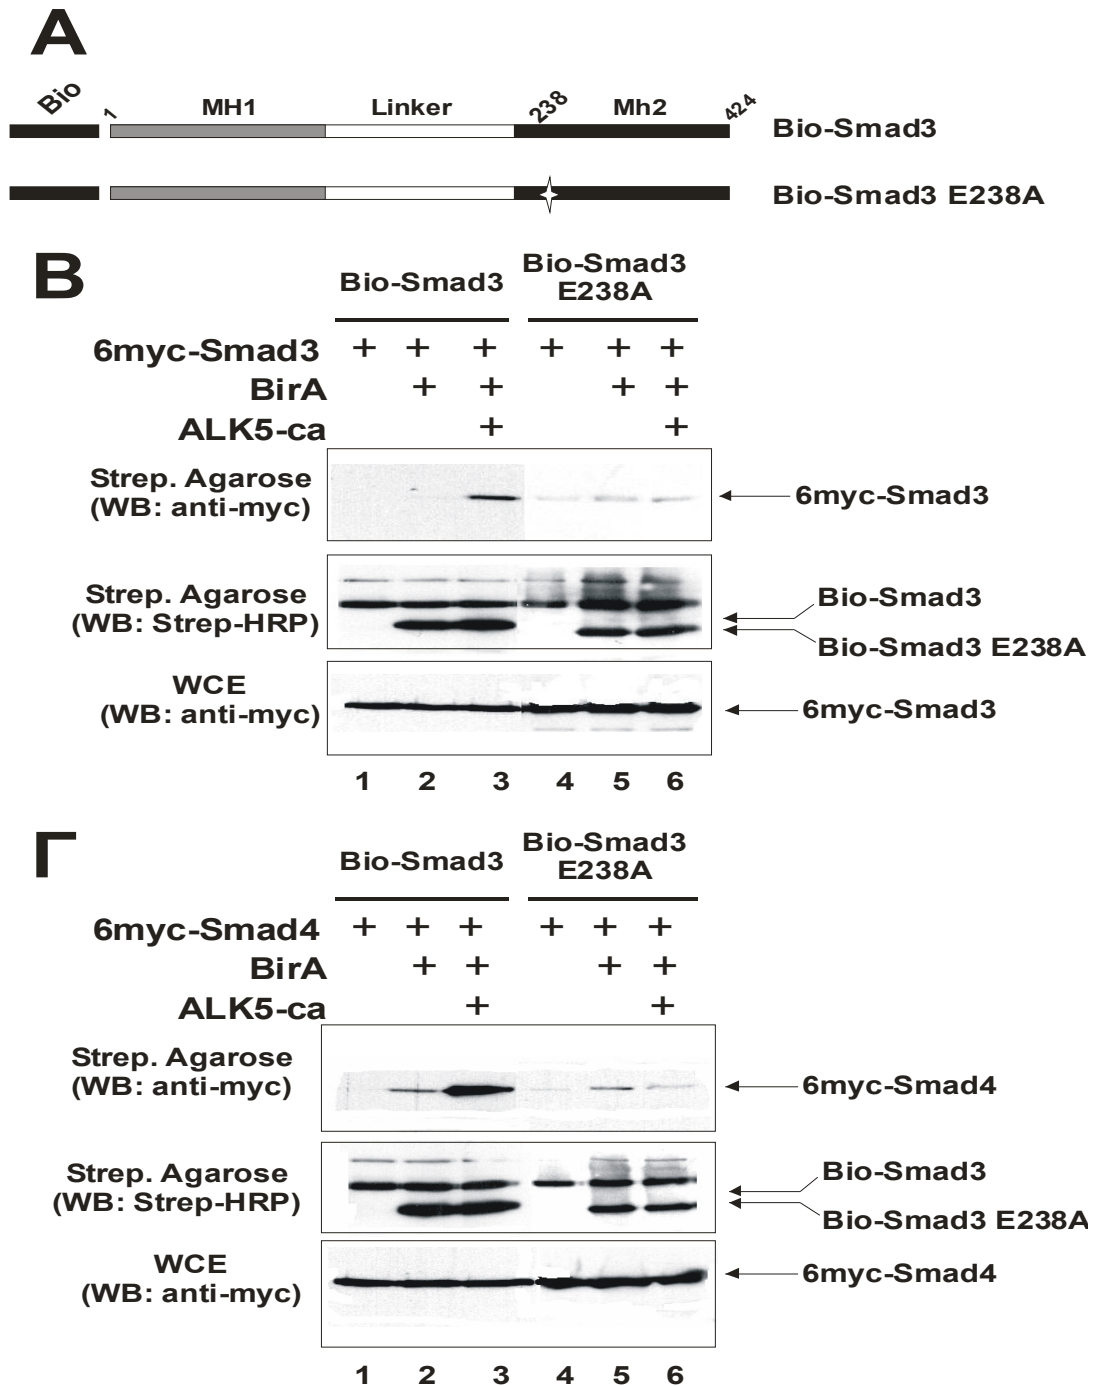 A
Bio
1
MH1
Linker
238
Mh2
424
Bio-Smad3
Bio-Smad3 E238A
B
Bio-Smad3
Bio-Smad3
E238A
6myc-Smad3 + + + + + +
BirA + + + +
ALK5-ca + +
Strep. Agarose
(WB: anti-myc)
6myc-Smad3
Strep. Agarose
(WB: Strep-HRP)
Bio-Smad3
Bio-Smad3 E238A
WCE
(WB: anti-myc)
6myc-Smad3
1 2 3 4 5 6
Γ
Bio-Smad3
Bio-Smad3
E238A
6myc-Smad4 + + + + + +
BirA + + + +
ALK5-ca + +
Strep. Agarose
(WB: anti-myc)
6myc-Smad4
Strep. Agarose
(WB: Strep-HRP)
Bio-Smad3
Bio-Smad3 E238A
WCE
(WB: anti-myc)
6myc-Smad4
1 2 3 4 5 6